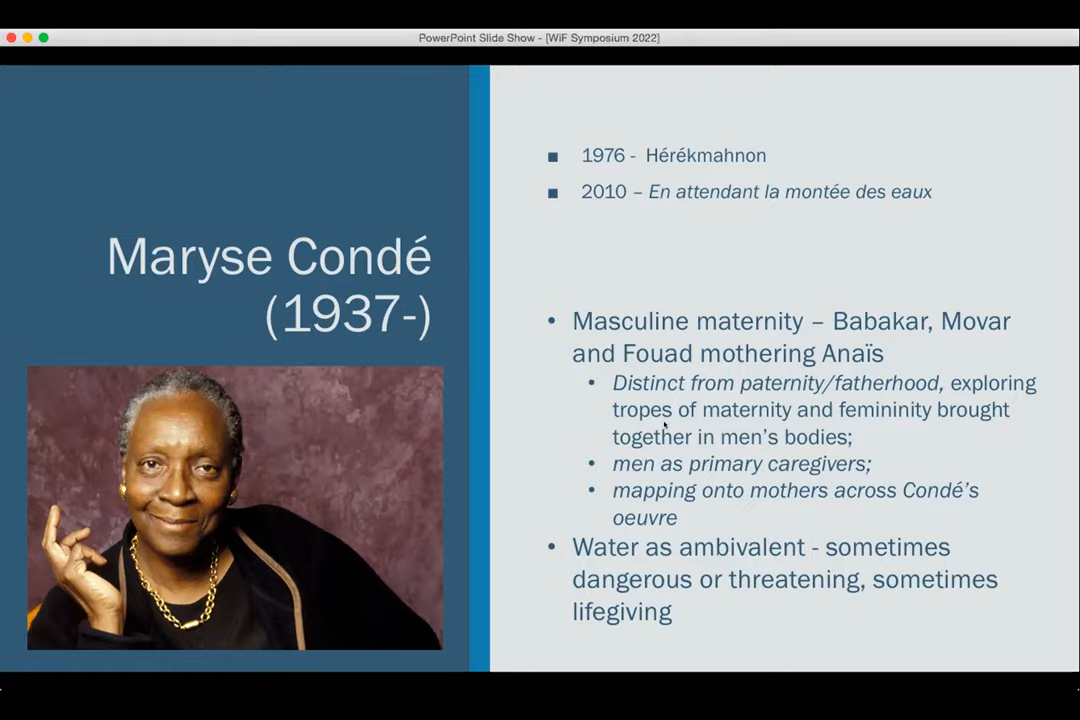 PowerPoint Slide Show - [WiF Symposium 2022]
Maryse Condé
(1937-)
■ 1976 - Hérékmahnon
■ 2010 – En attendant la montée des eaux
• Masculine maternity – Babakar, Movar
and Fouad mothering Anaïs
• Distinct from paternity/fatherhood, exploring
tropes of maternity and femininity brought
together in men's bodies;
• men as primary caregivers;
• mapping onto mothers across Condé's
oeuvre
• Water as ambivalent - sometimes
dangerous or threatening, sometimes
lifegiving